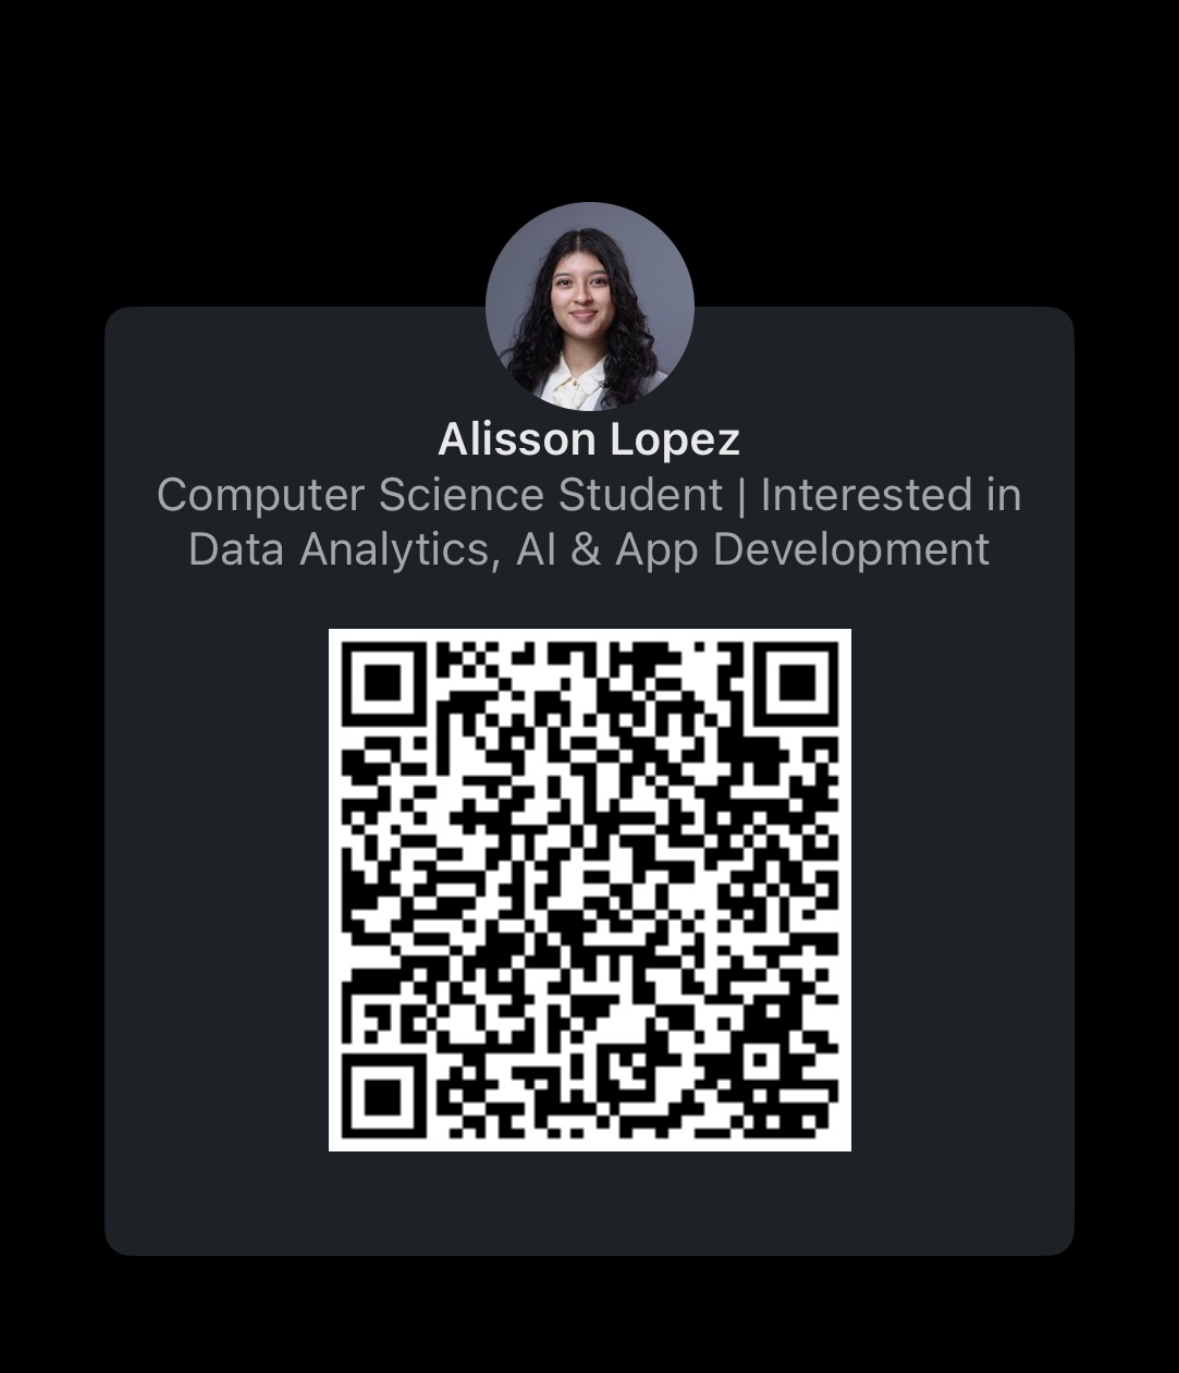 Alisson Lopez
Computer Science Student | Interested in
Data Analytics, AI & App Development